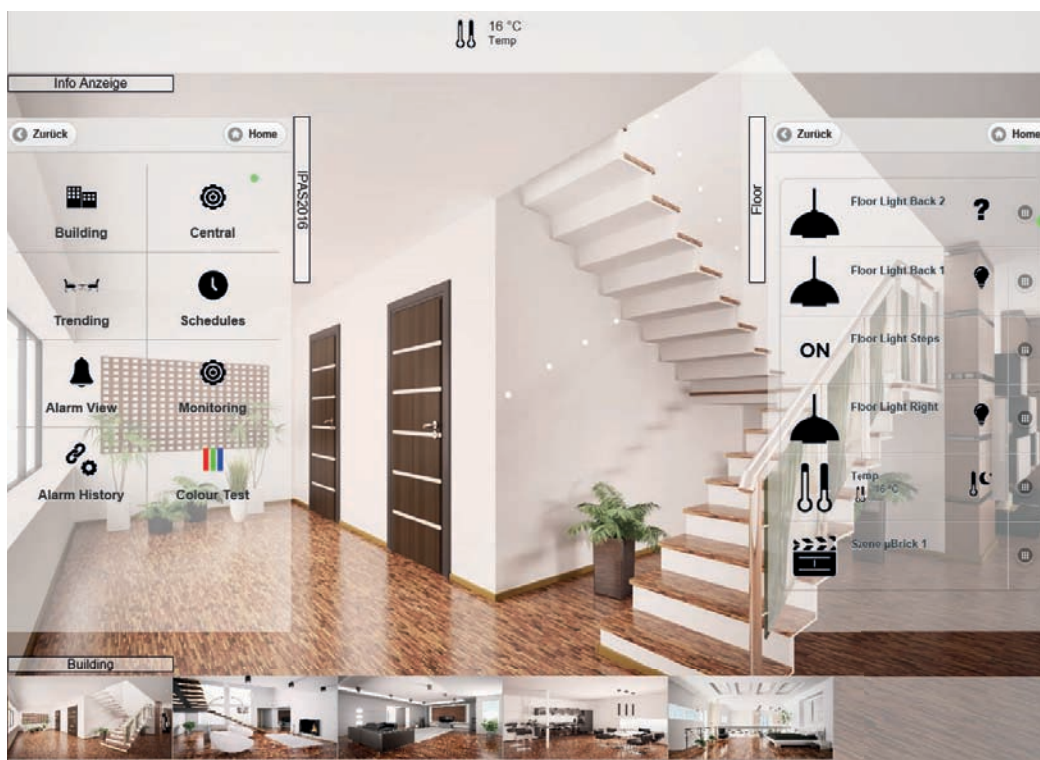 16 °C
Temp
Info Anzeige
Zurück
Home
IPAS2016
Building
Central
Trending
Schedules
Alarm View
Monitoring
Alarm History
Colour Test
Floor
Zurück
Home
Floor Light Back 2
?
Floor Light Back 1
ON
Floor Light Steps
Floor Light Right
Temp
16 °C
Szene µBrick 1
Building